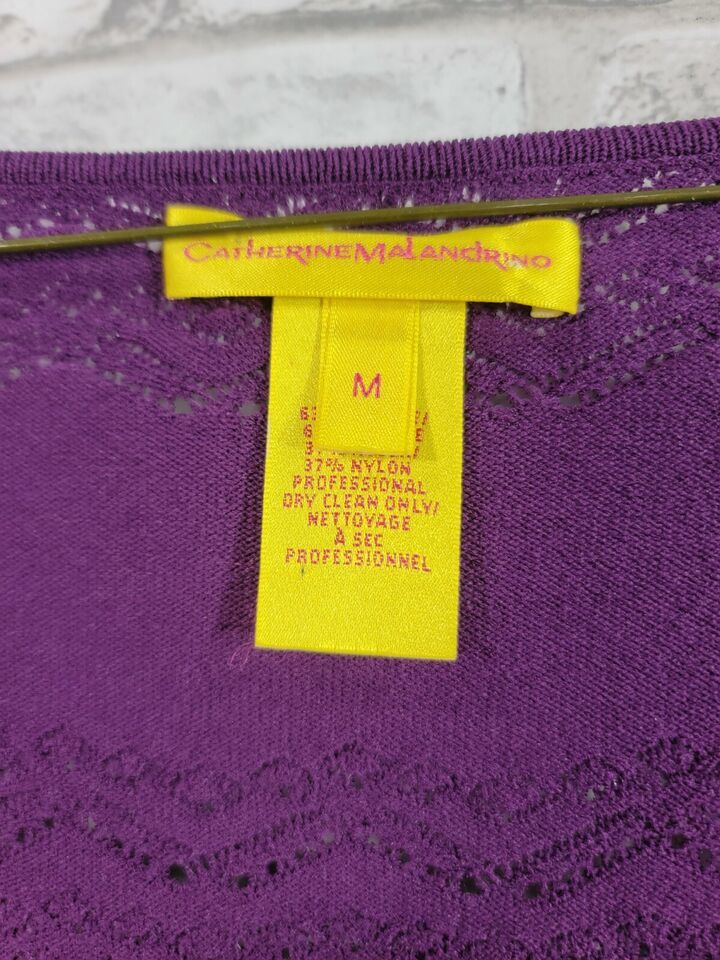 CATHERINE MALANDRINO
M
37% NYLON
PROFESSIONAL
DRY CLEAN ONLY/
NETTOYAGE
À SEC
PROFESSIONNEL